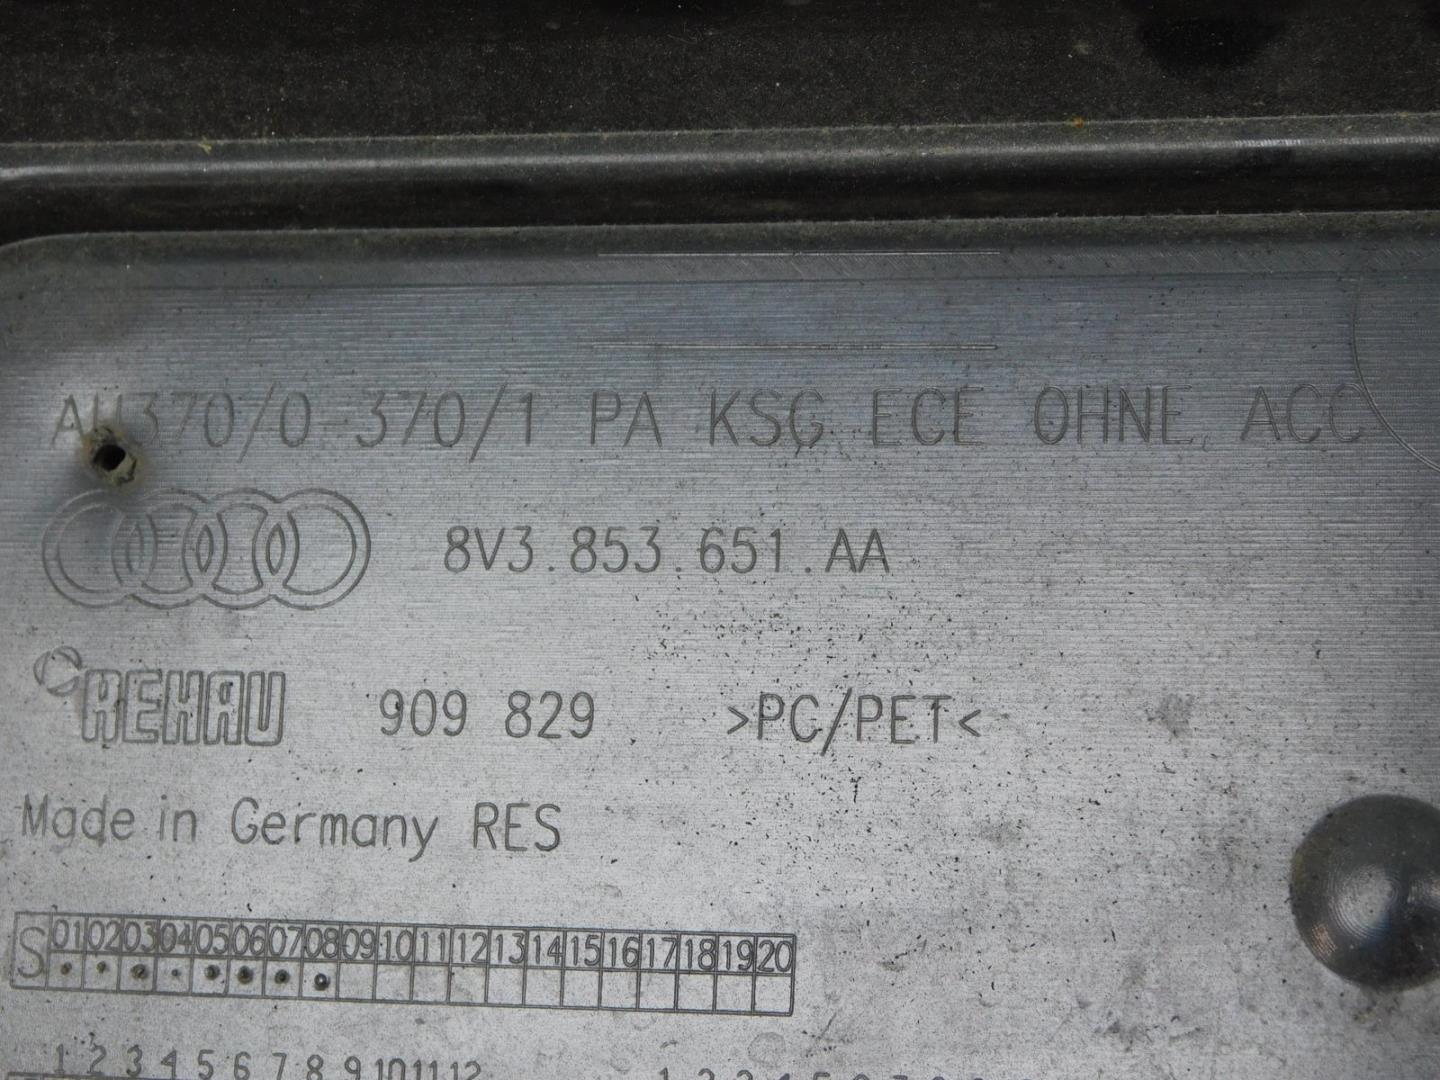 AU370/0 370/1 PA KSG ECE OHNE ACC
8V3.853.651.AA
REHAU 909 829 >PC/PET<
Made in Germany RES
S 01 02 03 04 05 06 07 08 09 10 11 12 13 14 15 16 17 18 19 20
1 2 3 4 5 6 7 8 9 10 11 12